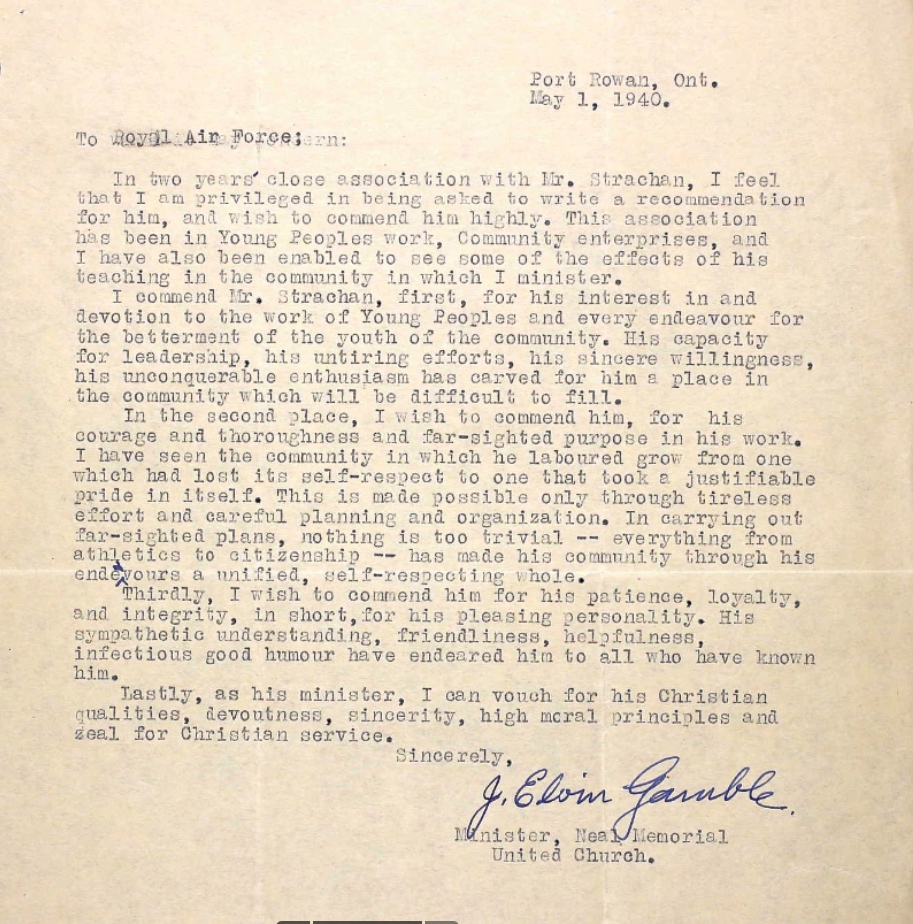 Port Rowan, Ont.
May 1, 1940.
To Royal Air Force;
In two years' close association with Mr. Strachan, I feel
that I am privileged in being asked to write a recommendation
for him, and wish to commend him highly. This association
has been in Young Peoples work, Community enterprises, and
I have also been enabled to see some of the effects of his
teaching in the community in which I minister.
I commend Mr. Strachan, first, for his interest in and
devotion to the work of Young Peoples and every endeavour for
the betterment of the youth of the community. His capacity
for leadership, his untiring efforts, his sincere willingness,
his unconquerable enthusiasm has carved for him a place in
the community which will be difficult to fill.
In the second place, I wish to commend him, for his
courage and thoroughness and far-sighted purpose in his work.
I have seen the community in which he laboured grow from one
which had lost its self-respect to one that took a justifiable
pride in itself. This is made possible only through tireless
effort and careful planning and organization. In carrying out
far-sighted plans, nothing is too trivial -- everything from
athletics to citizenship -- has made his community through his
endevours a unified, self-respecting whole.
Thirdly, I wish to commend him for his patience, loyalty,
and integrity, in short,for his pleasing personality. His
sympathetic understanding, friendliness, helpfulness,
infectious good humour have endeared him to all who have known
him.
Lastly, as his minister, I can vouch for his Christian
qualities, devoutness, sincerity, high moral principles and
zeal for Christian service.
Sincerely,
J. Elvin Gamble.
Minister, Neal Memorial
United Church.